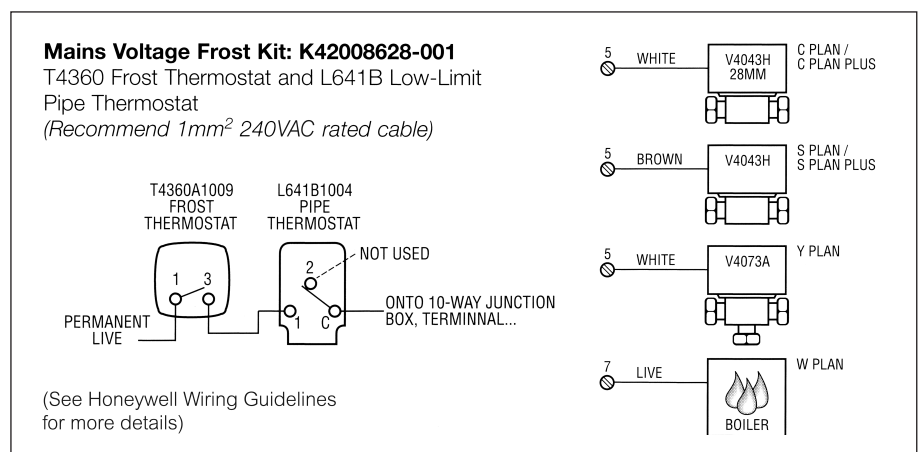 Mains Voltage Frost Kit: K42008628-001
T4360 Frost Thermostat and L641B Low-Limit
Pipe Thermostat
(Recommend 1mm² 240VAC rated cable)
T4360A1009
FROST
THERMOSTAT
1 3
PERMANENT
LIVE
L641B1004
PIPE
THERMOSTAT
2
NOT USED
1 C
ONTO 10-WAY JUNCTION
BOX, TERMINNAL...
(See Honeywell Wiring Guidelines
for more details)
5
WHITE
V4043H
28MM
C PLAN /
C PLAN PLUS
5
BROWN
V4043H
S PLAN /
S PLAN PLUS
5
WHITE
V4073A
Y PLAN
7
LIVE
BOILER
W PLAN